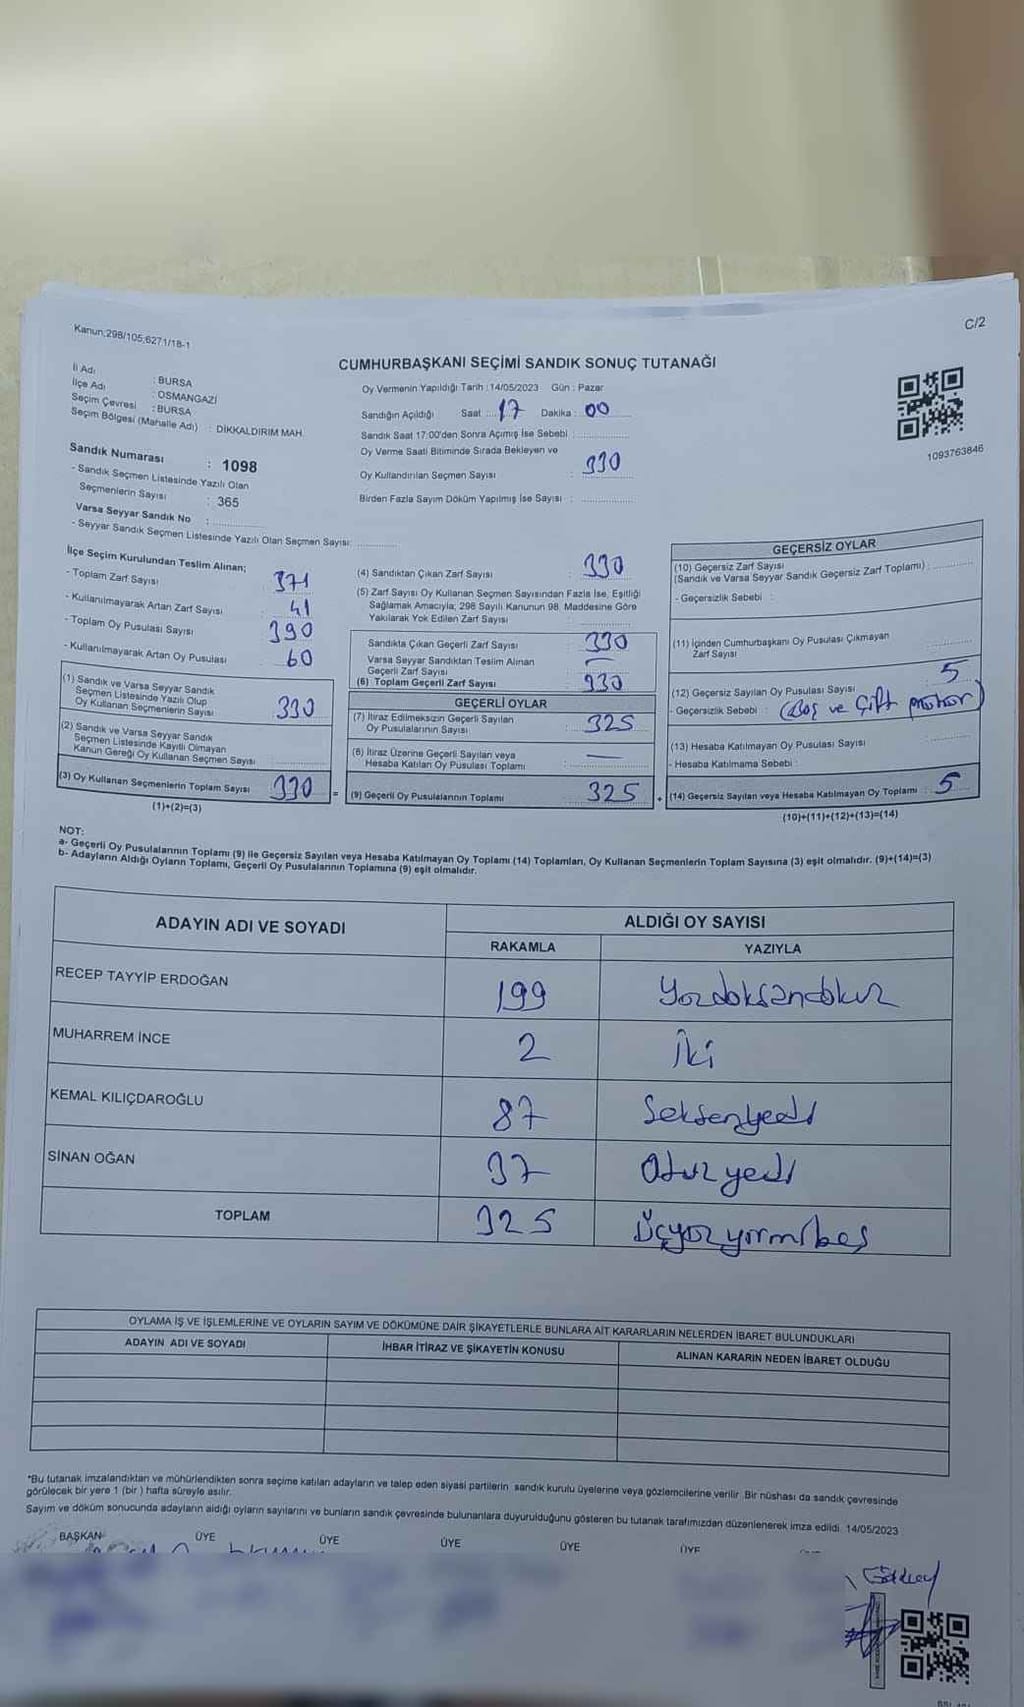 Kanun,298/105,6271/18-1
C/2
CUMHURBAŞKANI SEÇİMİ SANDIK SONUÇ TUTANAĞI
İl Adı : BURSA
İlçe Adı : OSMANGAZİ
Seçim Çevresi : BURSA
Seçim Bölgesi (Mahalle Adı) : DİKKALDIRIM MAH.
Sandık Numarası : 1098
- Sandık Seçmen Listesinde Yazılı Olan
Seçmenlerin Sayısı : 365
Varsa Seyyar Sandık No :
- Seyyar Sandık Seçmen Listesinde Yazılı Olan Seçmen Sayısı:
Oy Vermenin Yapıldığı Tarih : 14/05/2023 Gün : Pazar
Sandığın Açıldığı Saat : 17 Dakika : 00
Sandık Saat 17:00'den Sonra Açılmış İse Sebebi :
Oy Verme Saati Bitiminde Sırada Bekleyen ve
Oy Kullandırılan Seçmen Sayısı : 330
Birden Fazla Sayım Döküm Yapılmış İse Sayısı :
1093763846
İlçe Seçim Kurulundan Teslim Alınan;
- Toplam Zarf Sayısı 371
- Kullanılmayarak Artan Zarf Sayısı 41
- Toplam Oy Pusulası Sayısı 390
- Kullanılmayarak Artan Oy Pusulası 60
(1) Sandık ve Varsa Seyyar Sandık
Seçmen Listesinde Yazılı Olup
Oy Kullanan Seçmenlerin Sayısı 330
(2) Sandık ve Varsa Seyyar Sandık
Seçmen Listesinde Kayıtlı Olmayan
Kanun Gereği Oy Kullanan Seçmen Sayısı
(3) Oy Kullanan Seçmenlerin Toplam Sayısı 330
(1)+(2)=(3)
(4) Sandıktan Çıkan Zarf Sayısı : 330
(5) Zarf Sayısı Oy Kullanan Seçmen Sayısından Fazla İse, Eşitliği
Sağlamak Amacıyla; 298 Sayılı Kanunun 98. Maddesine Göre
Yakılarak Yok Edilen Zarf Sayısı :
Sandıkta Çıkan Geçerli Zarf Sayısı : 330
Varsa Seyyar Sandıktan Teslim Alınan
Geçerli Zarf Sayısı : —
(6) Toplam Geçerli Zarf Sayısı : 330
GEÇERLİ OYLAR
(7) İtiraz Edilmeksizin Geçerli Sayılan
Oy Pusulalarının Sayısı : 325
(8) İtiraz Üzerine Geçerli Sayılan veya
Hesaba Katılan Oy Pusulası Toplamı : —
= (9) Geçerli Oy Pusulalarının Toplamı : 325
GEÇERSİZ OYLAR
(10) Geçersiz Zarf Sayısı
(Sandık ve Varsa Seyyar Sandık Geçersiz Zarf Toplamı) :
- Geçersizlik Sebebi :
(11) İçinden Cumhurbaşkanı Oy Pusulası Çıkmayan
Zarf Sayısı
(12) Geçersiz Sayılan Oy Pusulası Sayısı 5
- Geçersizlik Sebebi : (Boş ve Çift mühür)
(13) Hesaba Katılmayan Oy Pusulası Sayısı
- Hesaba Katılmama Sebebi :
+ (14) Geçersiz Sayılan veya Hesaba Katılmayan Oy Toplamı : 5
(10)+(11)+(12)+(13)=(14)
NOT:
a- Geçerli Oy Pusulalarının Toplamı (9) ile Geçersiz Sayılan veya Hesaba Katılmayan Oy Toplamı (14) Toplamları, Oy Kullanan Seçmenlerin Toplam Sayısına (3) eşit olmalıdır. (9)+(14)=(3)
b- Adayların Aldığı Oyların Toplamı, Geçerli Oy Pusulalarının Toplamına (9) eşit olmalıdır.
ADAYIN ADI VE SOYADI ALDIĞI OY SAYISI
RAKAMLA YAZIYLA
RECEP TAYYİP ERDOĞAN 199 Yüzdoksandokuz
MUHARREM İNCE 2 İki
KEMAL KILIÇDAROĞLU 87 Seksenyedi
SİNAN OĞAN 37 Otuzyedi
TOPLAM 325 Üçyüzyirmibeş
OYLAMA İŞ VE İŞLEMLERİNE VE OYLARIN SAYIM VE DÖKÜMÜNE DAİR ŞİKAYETLERLE BUNLARA AİT KARARLARIN NELERDEN İBARET BULUNDUKLARI
ADAYIN ADI VE SOYADI İHBAR İTİRAZ VE ŞİKAYETİN KONUSU ALINAN KARARIN NEDEN İBARET OLDUĞU
*Bu tutanak imzalandıktan ve mühürlendikten sonra seçime katılan adayların ve talep eden siyasi partilerin sandık kurulu üyelerine veya gözlemcilerine verilir. Bir nüshası da sandık çevresinde
görülecek bir yere 1 (bir) hafta süreyle asılır.
Sayım ve döküm sonucunda adayların aldığı oyların sayılarını ve bunların sandık çevresinde bulunanlara duyurulduğunu gösteren bu tutanak tarafımızdan düzenlenerek imza edildi. 14/05/2023
BAŞKAN ÜYE ÜYE ÜYE ÜYE ÜYE